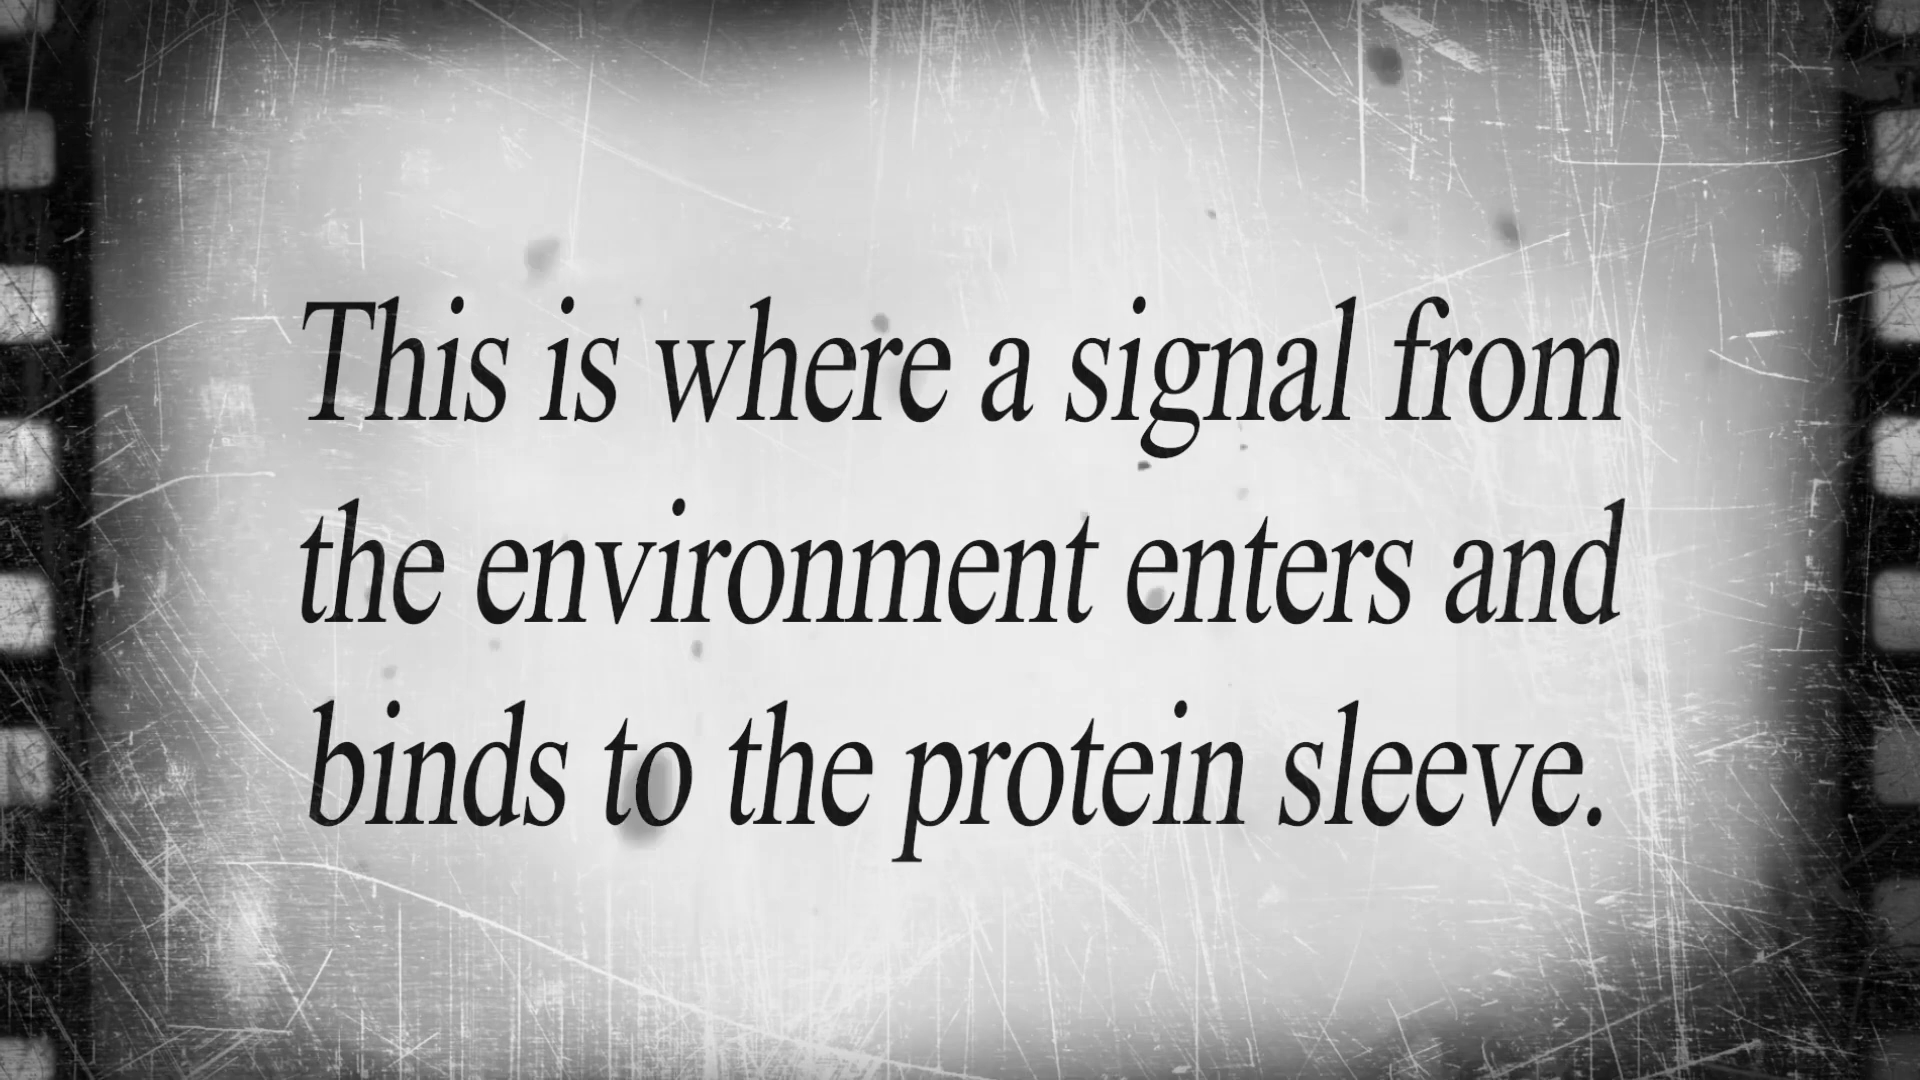 This is where a signal from
the environment enters and
binds to the protein sleeve.